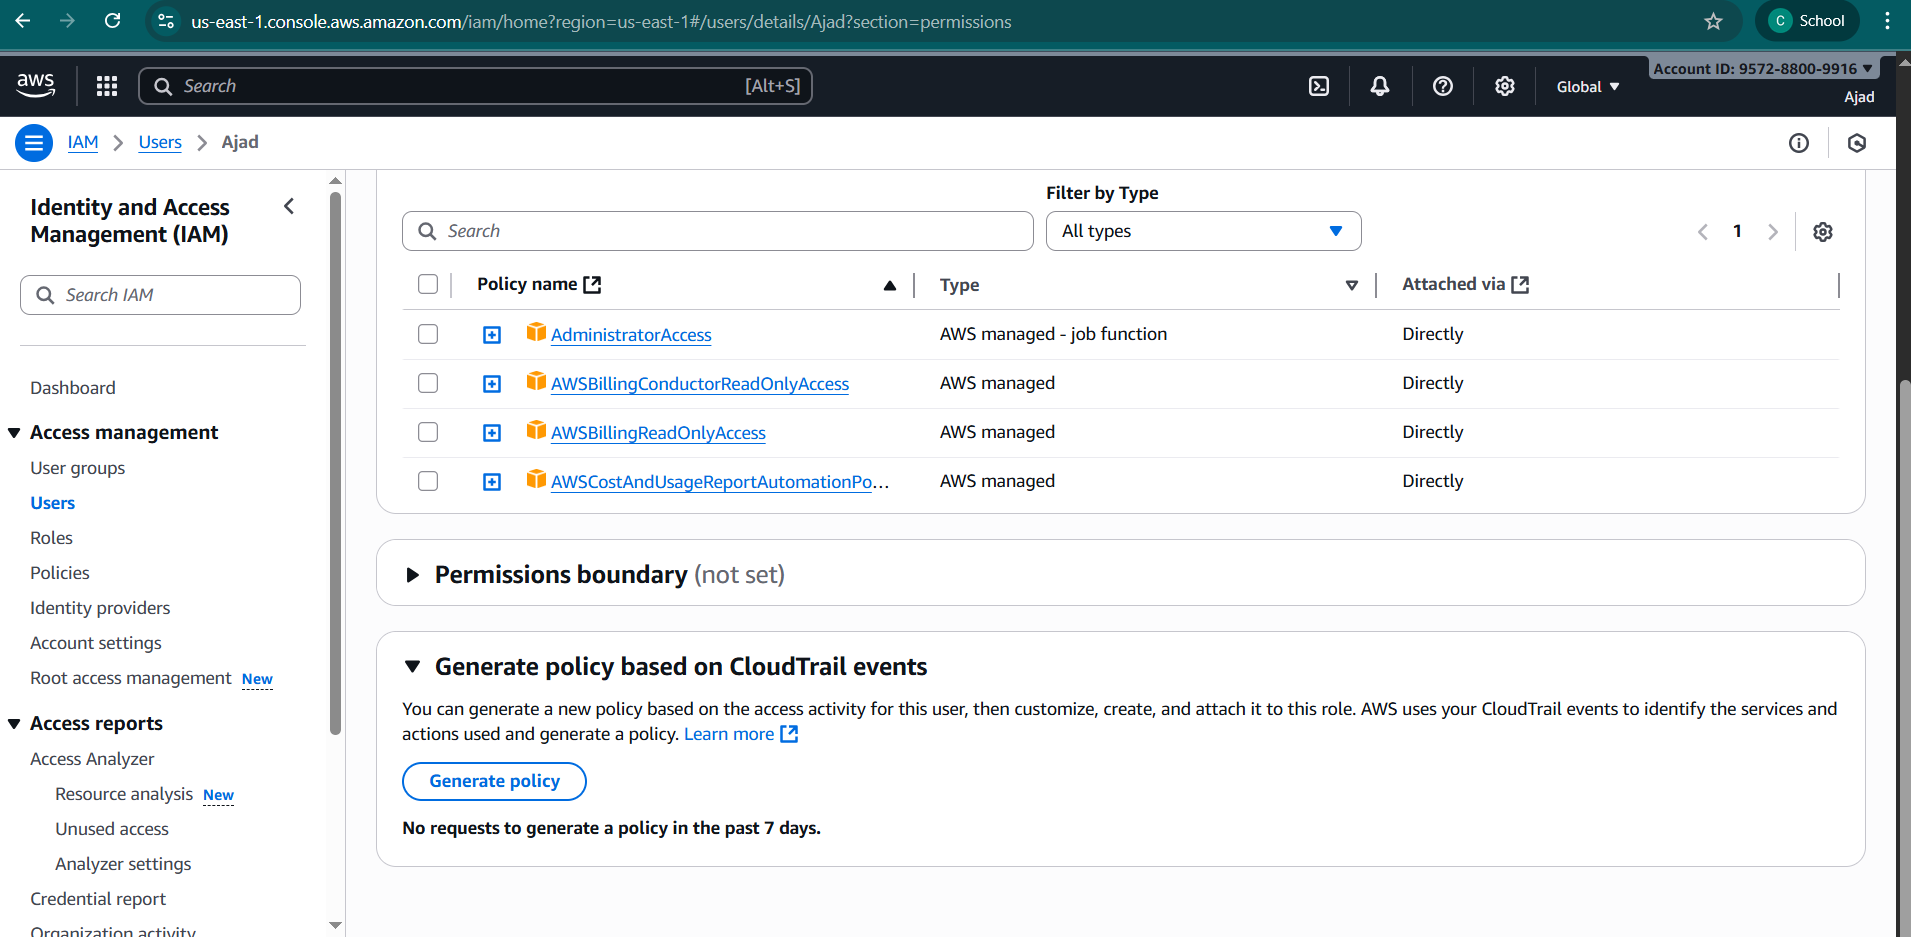 us-east-1.console.aws.amazon.com/iam/home?region=us-east-1#/users/details/Ajad?section=permissions
C School
aws
Search [Alt+S]
Global
Account ID: 9572-8800-9916
Ajad
IAM Users Ajad
Identity and Access
Management (IAM)
Search IAM
Dashboard
Access management
User groups
Users
Roles
Policies
Identity providers
Account settings
Root access management New
Access reports
Access Analyzer
Resource analysis New
Unused access
Analyzer settings
Credential report
Organization activity
Filter by Type
Search All types 1
Policy name Type Attached via
AdministratorAccess AWS managed - job function Directly
AWSBillingConductorReadOnlyAccess AWS managed Directly
AWSBillingReadOnlyAccess AWS managed Directly
AWSCostAndUsageReportAutomationPo... AWS managed Directly
Permissions boundary (not set)
Generate policy based on CloudTrail events
You can generate a new policy based on the access activity for this user, then customize, create, and attach it to this role. AWS uses your CloudTrail events to identify the services and
actions used and generate a policy. Learn more
Generate policy
No requests to generate a policy in the past 7 days.